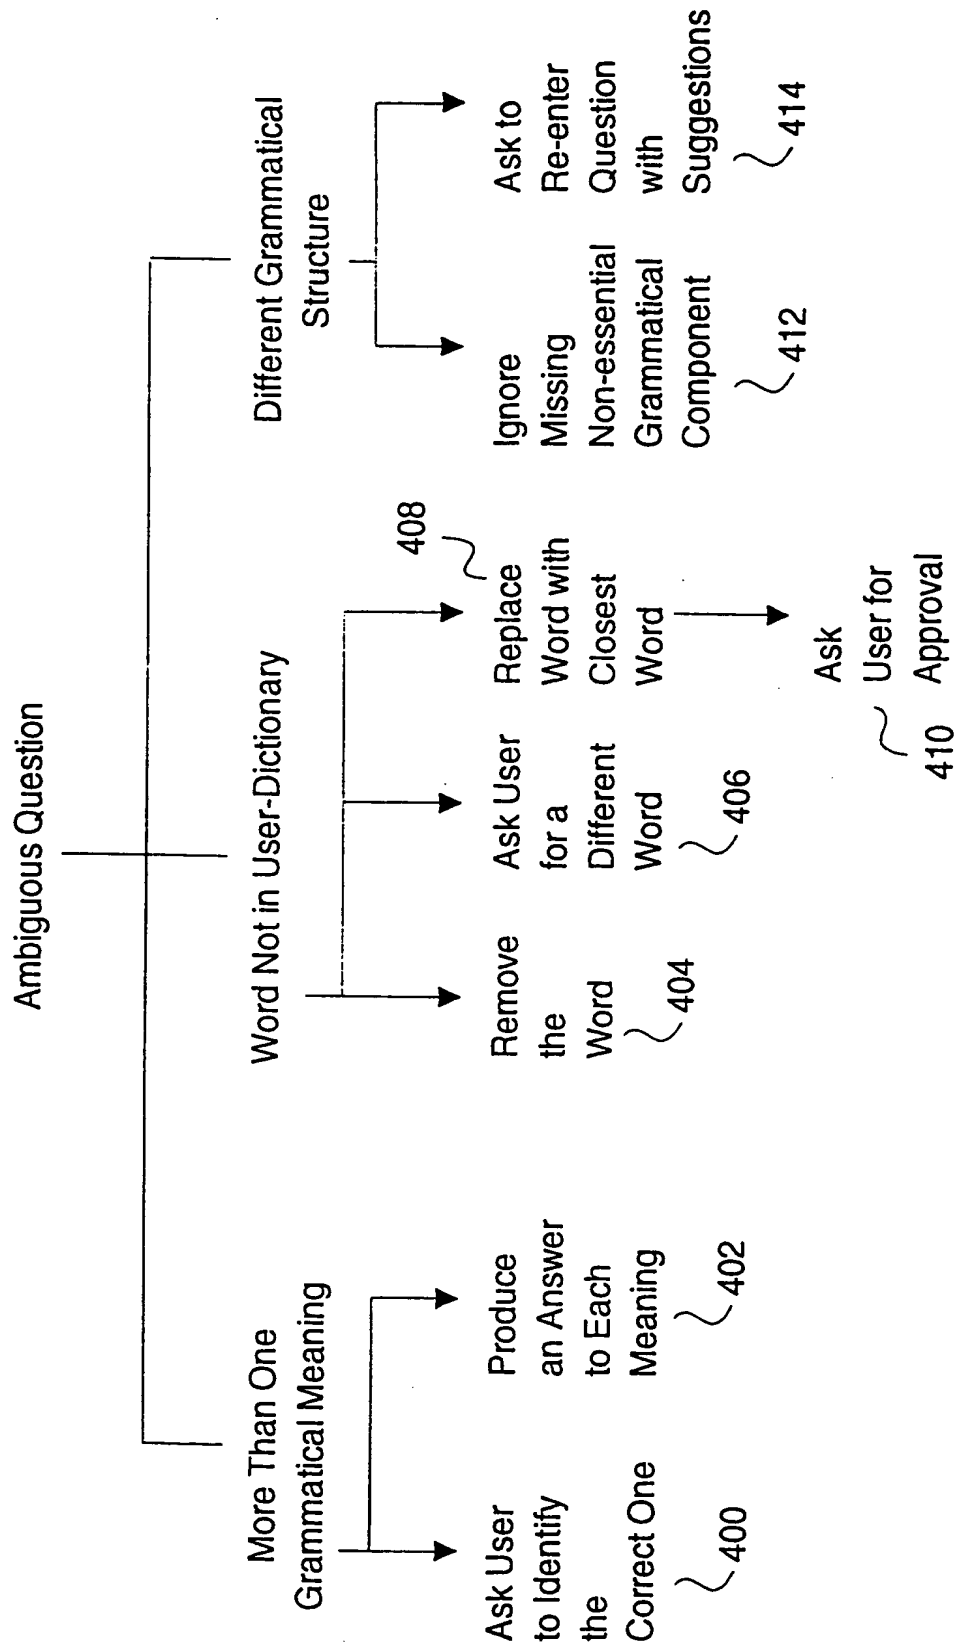 Ambiguous Question
More Than One
Grammatical Meaning
Ask User
to Identify
the
Correct One
400
Produce
an Answer
to Each
Meaning
402
Word Not in User-Dictionary
Remove
the
Word
404
Ask User
for a
Different
Word
406
408
Replace
Word with
Closest
Word
Ask
User for
Approval
410
Different Grammatical
Structure
Ignore
Missing
Non-essential
Grammatical
Component
412
Ask to
Re-enter
Question
with
Suggestions
414